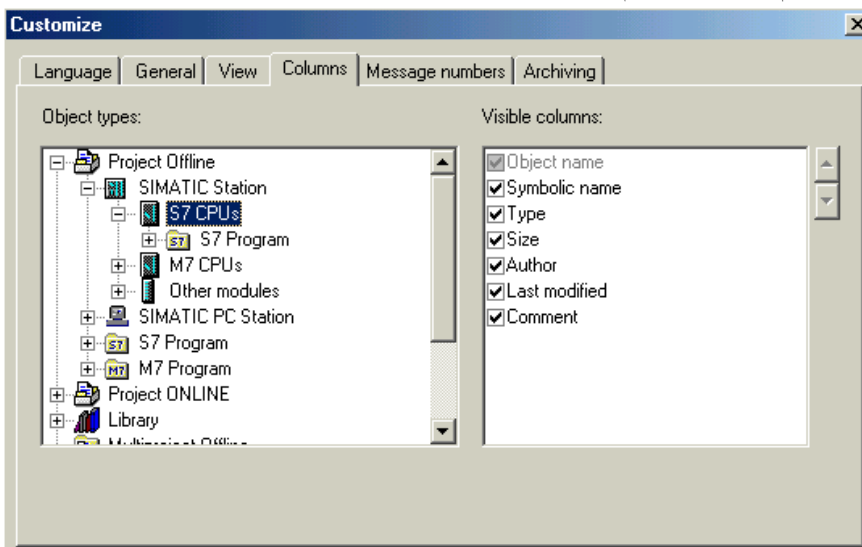 Customize
Language General View Columns Message numbers Archiving
Object types:
Project Offline
SIMATIC Station
S7 CPUs
S7 Program
M7 CPUs
Other modules
SIMATIC PC Station
S7 Program
M7 Program
Project ONLINE
Library
Visible columns:
Object name
Symbolic name
Type
Size
Author
Last modified
Comment